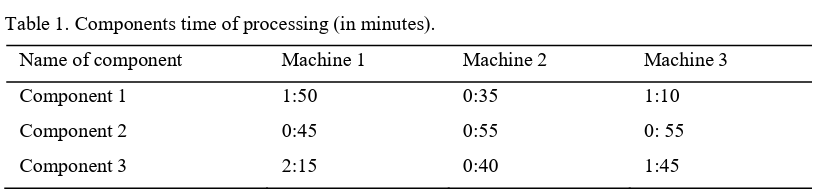 Table 1. Components time of processing (in minutes).
Name of component Machine 1 Machine 2 Machine 3
Component 1 1:50 0:35 1:10
Component 2 0:45 0:55 0: 55
Component 3 2:15 0:40 1:45